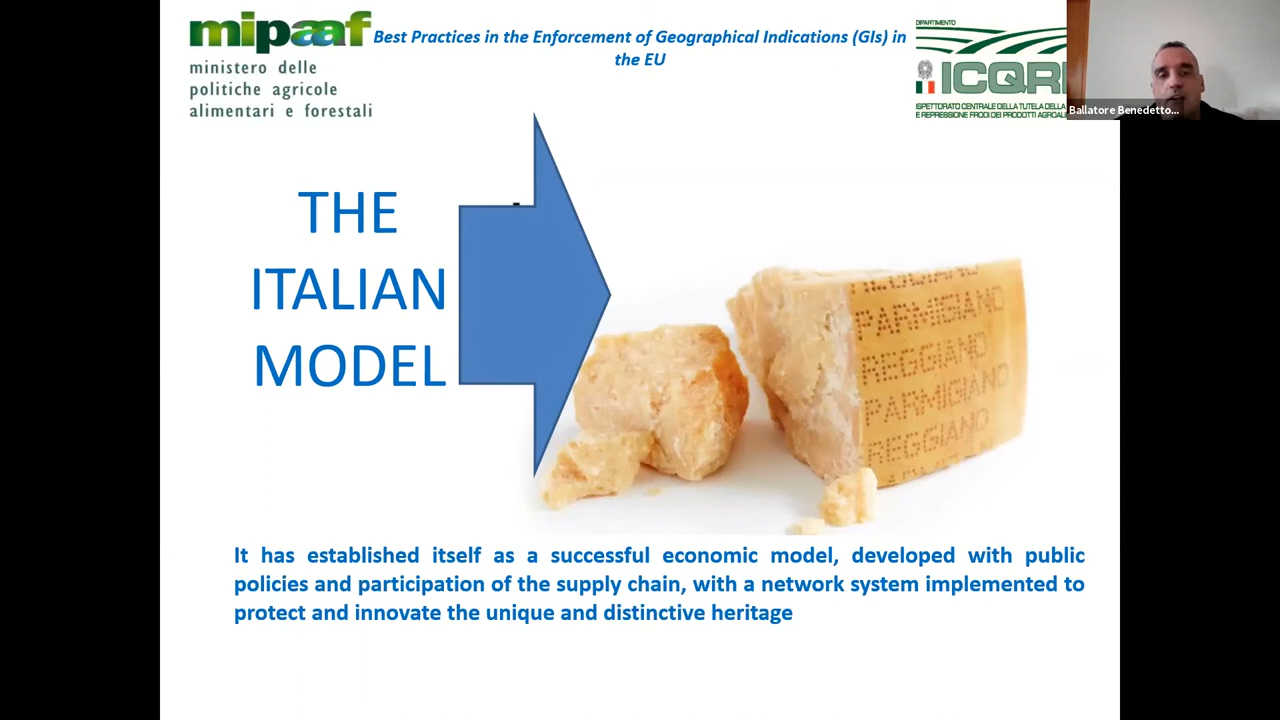 mipaaf
ministero delle
politiche agricole
alimentari e forestali
Best Practices in the Enforcement of Geographical Indications (GIs) in
the EU
DIPARTIMENTO
ICQR
ISPETTORATO CENTRALE DELLA TUTELA DELLA
E REPRESSIONE FRODI DEI PRODOTTI
Ballatore Benedetto...
THE
ITALIAN
MODEL
PARMIGIANO
REGGIANO
PARMIGIANO
REGGIANO
It has established itself as a successful economic model, developed with public
policies and participation of the supply chain, with a network system implemented to
protect and innovate the unique and distinctive heritage